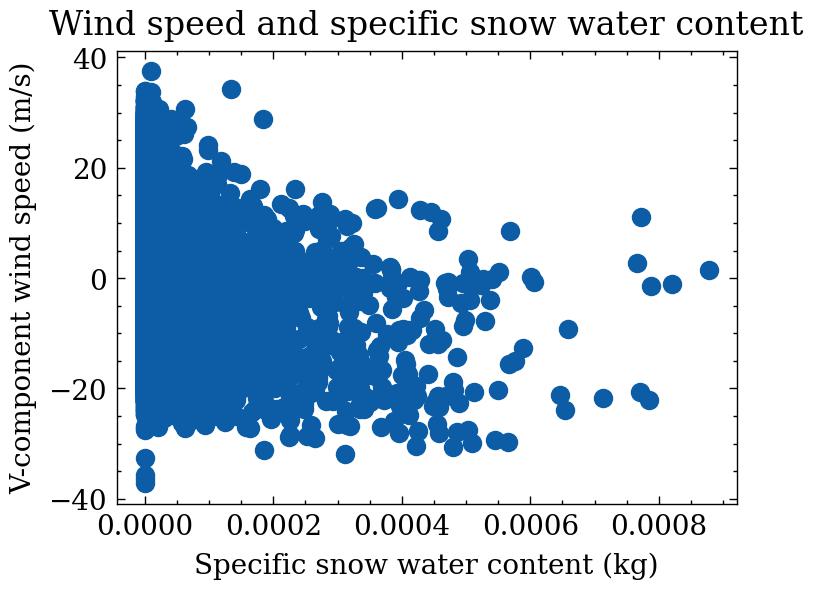 Wind speed and specific snow water content
40
20
0
−20
−40
V-component wind speed (m/s)
0.0000 0.0002 0.0004 0.0006 0.0008
Specific snow water content (kg)